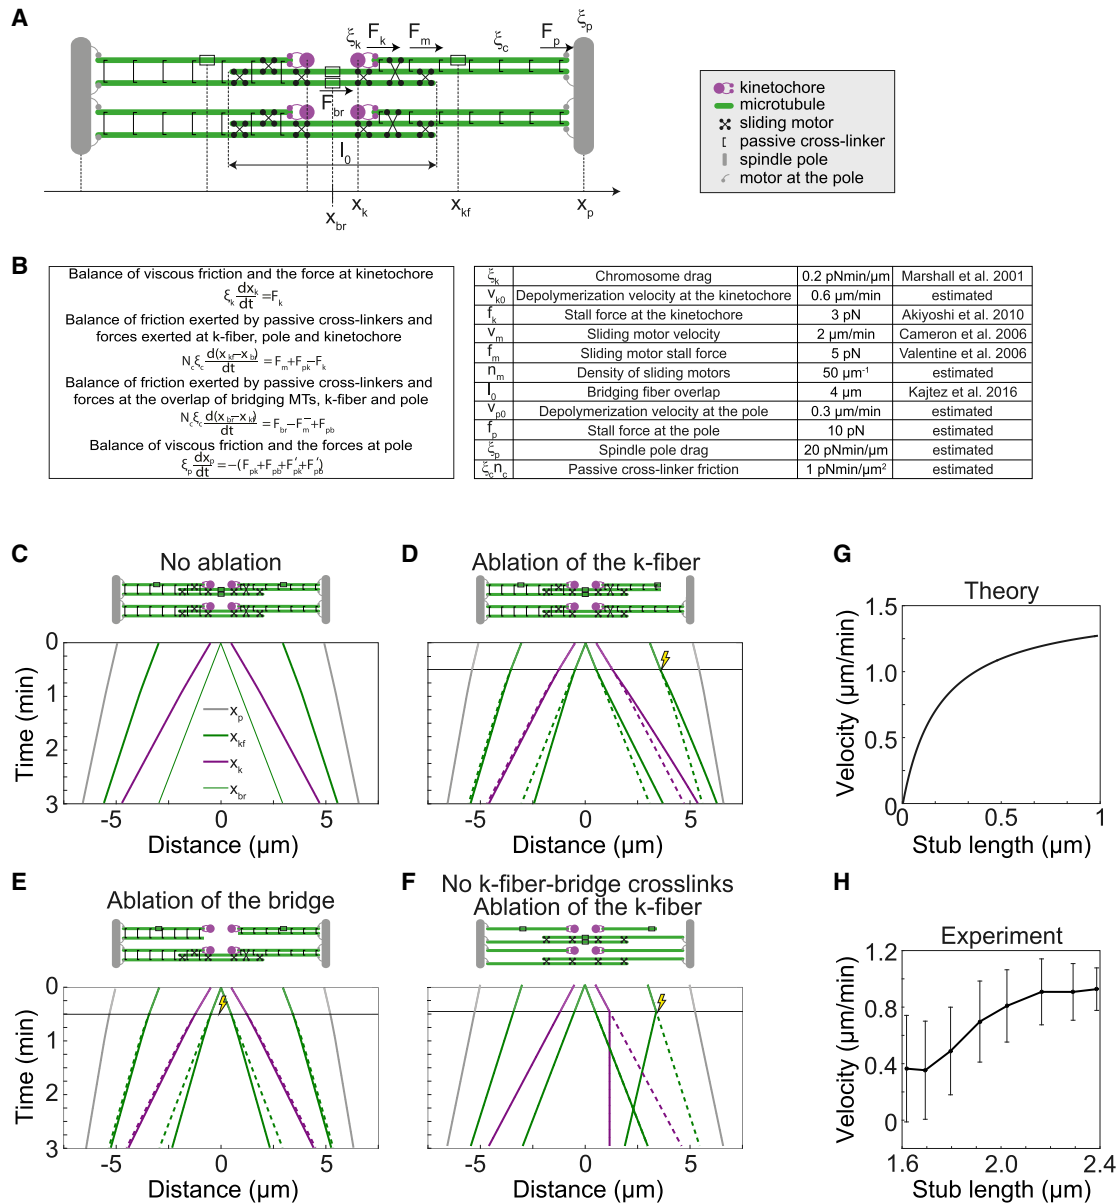 A
ξk
Fk
Fm
ξc
Fp
ξp
Fbr
l0
xbr
xk
xkf
xp
kinetochore
microtubule
sliding motor
passive cross-linker
spindle pole
motor at the pole
B
Balance of viscous friction and the force at kinetochore
ξk dxk/dt =Fk
Balance of friction exerted by passive cross-linkers and
forces exerted at k-fiber, pole and kinetochore
Ncξc d(xkf−xbr)/dt = Fm+Fpk−Fk
Balance of friction exerted by passive cross-linkers and
forces at the overlap of bridging MTs, k-fiber and pole
Ncξc d(xbr−xkf)/dt = Fbr−Fm−+Fpb
Balance of viscous friction and the forces at pole
ξp dxp/dt =−(Fpk+Fpb+F′pk+F′pb)
ξk Chromosome drag 0.2 pNmin/µm Marshall et al. 2001
vk0 Depolymerization velocity at the kinetochore 0.6 µm/min estimated
fk Stall force at the kinetochore 3 pN Akiyoshi et al. 2010
vm Sliding motor velocity 2 µm/min Cameron et al. 2006
fm Sliding motor stall force 5 pN Valentine et al. 2006
nm Density of sliding motors 50 µm-1 estimated
l0 Bridging fiber overlap 4 µm Kajtez et al. 2016
vp0 Depolymerization velocity at the pole 0.3 µm/min estimated
fp Stall force at the pole 10 pN estimated
ξp Spindle pole drag 20 pNmin/µm estimated
ξcnc Passive cross-linker friction 1 pNmin/µm2 estimated
C
No ablation
0
1
2
3
Time (min)
xp
xkf
xk
xbr
-5 0 5
Distance (µm)
D
Ablation of the k-fiber
-5 0 5
Distance (µm)
G
Theory
1.5
1.0
0.5
0
Velocity (µm/min)
0 1
Stub length (µm)
E
Ablation of the bridge
0
1
2
3
Time (min)
-5 0 5
Distance (µm)
F
No k-fiber-bridge crosslinks
Ablation of the k-fiber
-5 0 5
Distance (µm)
H
Experiment
1.2
0.8
0.4
0
Velocity (µm/min)
1.6 2.0 2.4
Stub length (µm)